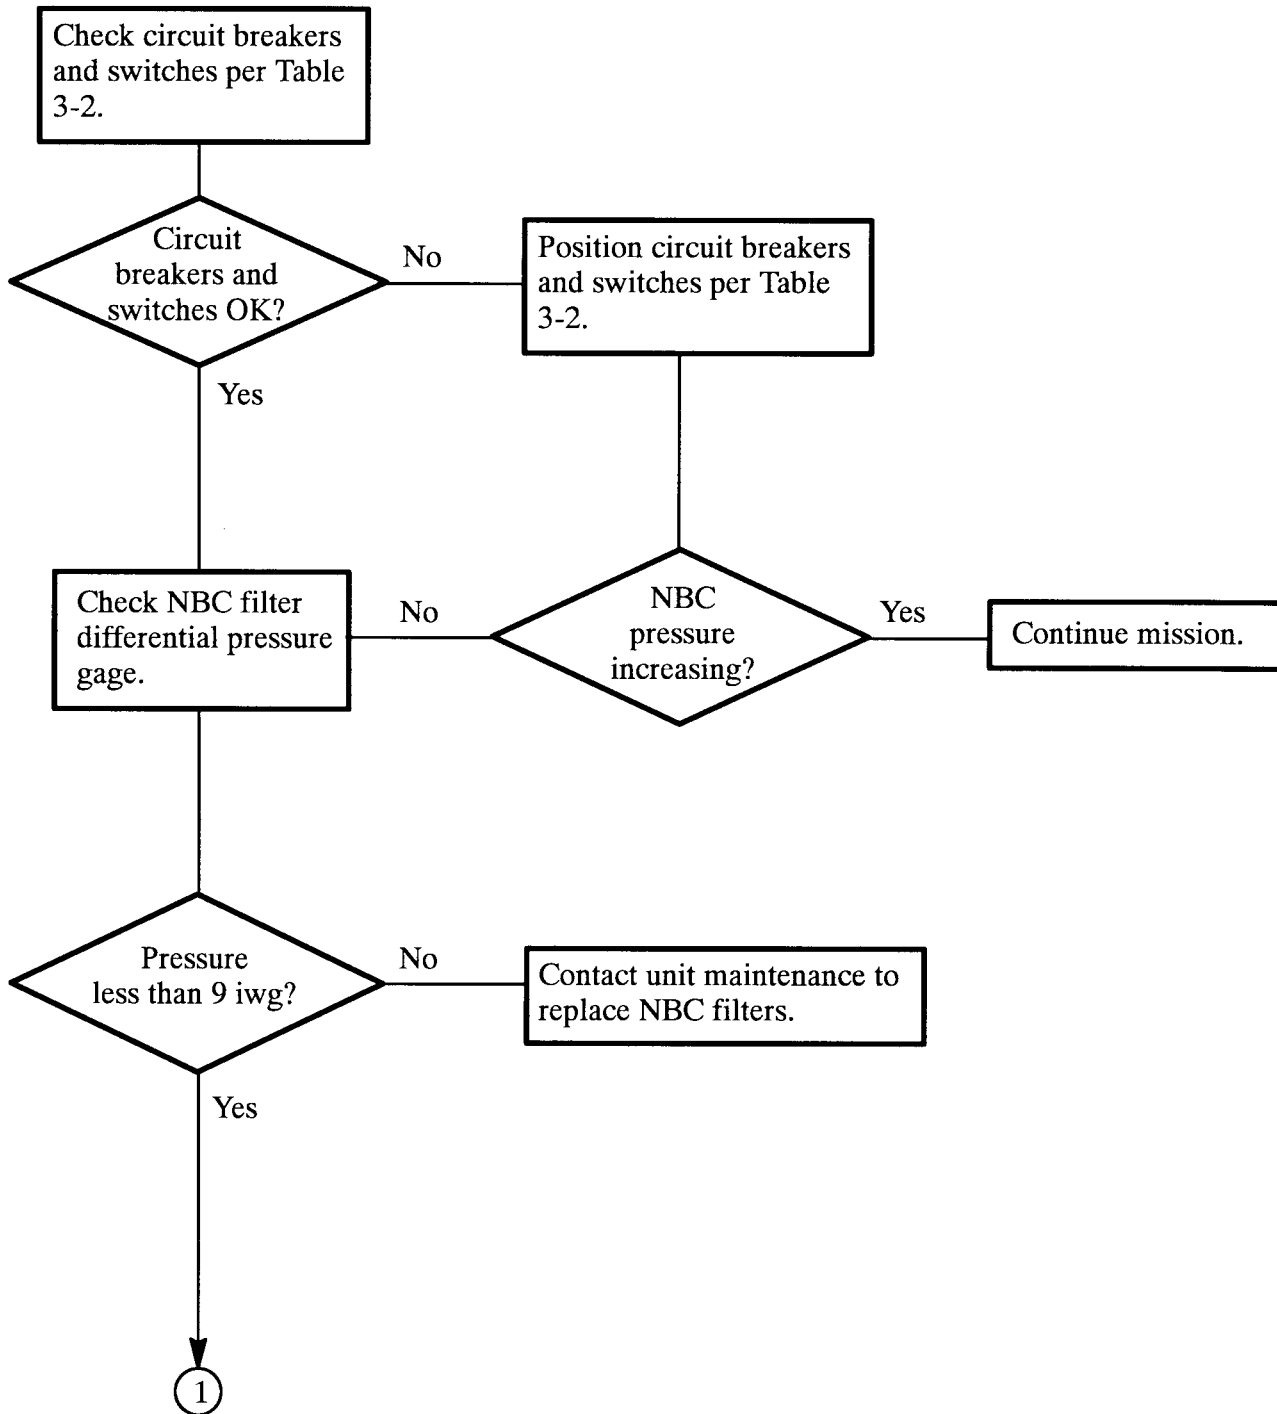 Check circuit breakers
and switches per Table
3-2.
Circuit
breakers and
switches OK?
No
Position circuit breakers
and switches per Table
3-2.
Yes
Check NBC filter
differential pressure
gage.
No
NBC
pressure
increasing?
Yes
Continue mission.
Pressure
less than 9 iwg?
No
Contact unit maintenance to
replace NBC filters.
Yes
1